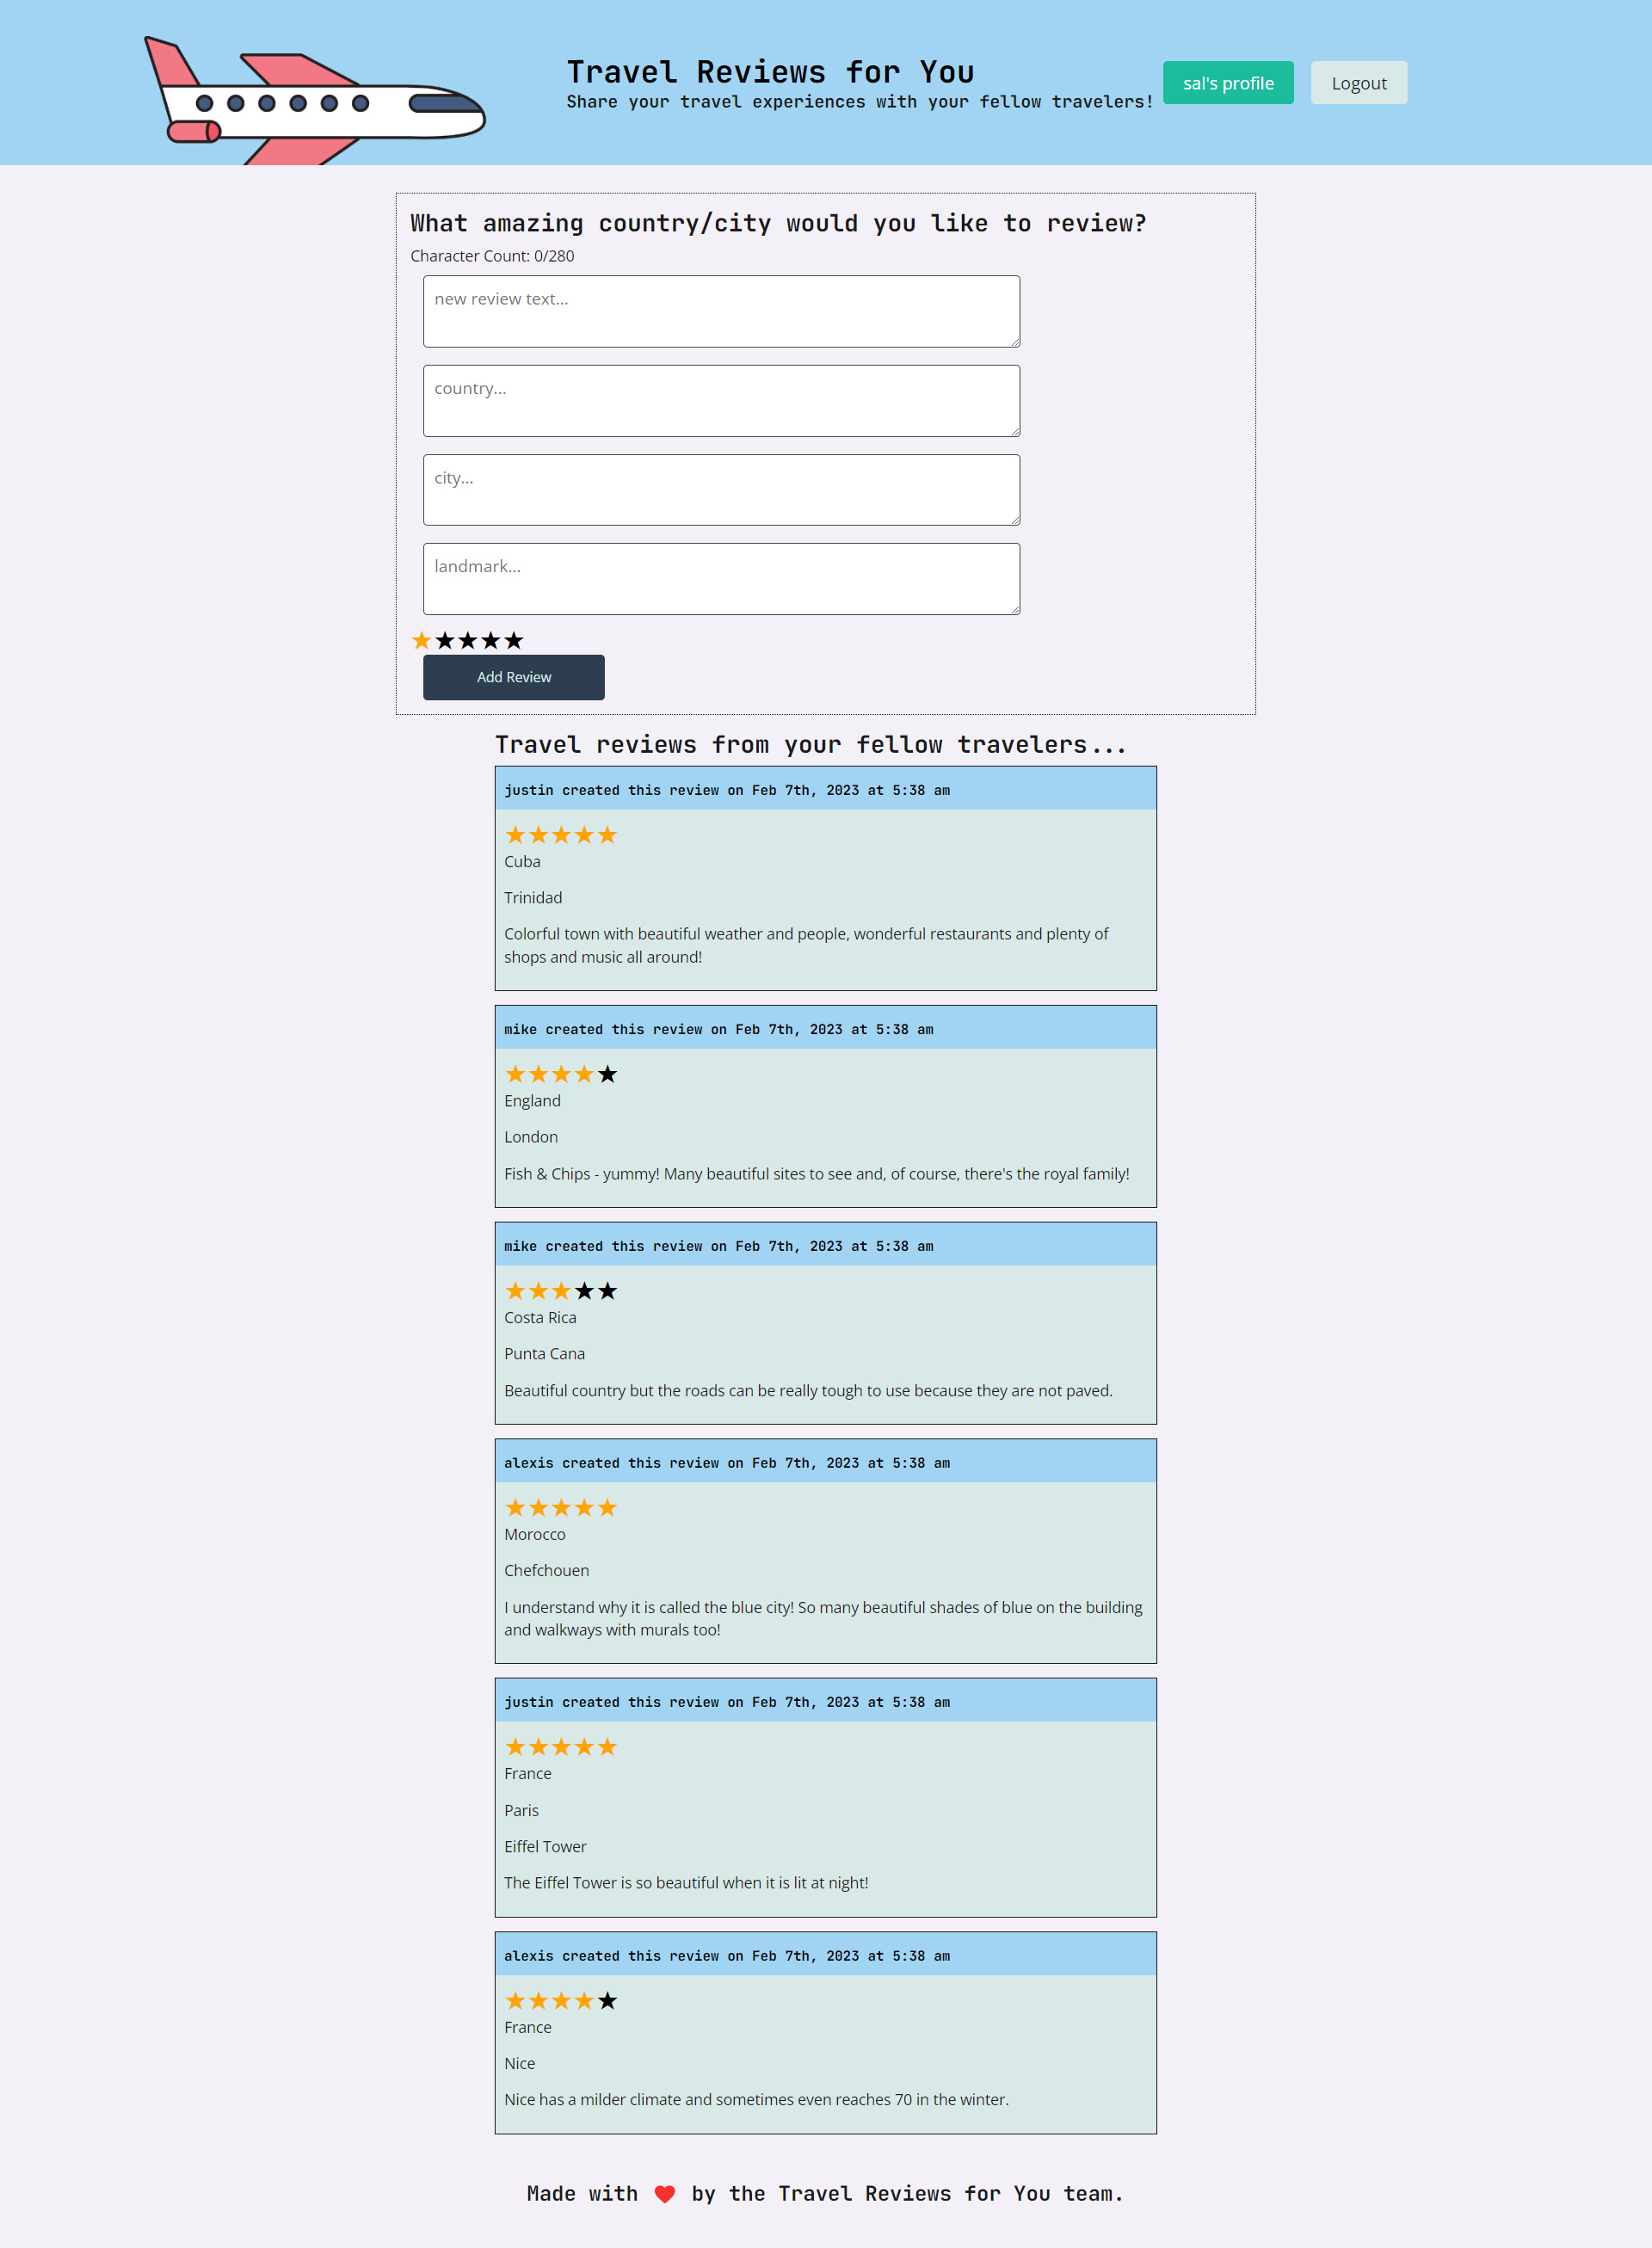 Travel Reviews for You
Share your travel experiences with your fellow travelers!
sal's profile
Logout
What amazing country/city would you like to review?
Character Count: 0/280
new review text...
country...
city...
landmark...
Add Review
Travel reviews from your fellow travelers...
justin created this review on Feb 7th, 2023 at 5:38 am
Cuba
Trinidad
Colorful town with beautiful weather and people, wonderful restaurants and plenty of
shops and music all around!
mike created this review on Feb 7th, 2023 at 5:38 am
England
London
Fish & Chips - yummy! Many beautiful sites to see and, of course, there's the royal family!
mike created this review on Feb 7th, 2023 at 5:38 am
Costa Rica
Punta Cana
Beautiful country but the roads can be really tough to use because they are not paved.
alexis created this review on Feb 7th, 2023 at 5:38 am
Morocco
Chefchouen
I understand why it is called the blue city! So many beautiful shades of blue on the building
and walkways with murals too!
justin created this review on Feb 7th, 2023 at 5:38 am
France
Paris
Eiffel Tower
The Eiffel Tower is so beautiful when it is lit at night!
alexis created this review on Feb 7th, 2023 at 5:38 am
France
Nice
Nice has a milder climate and sometimes even reaches 70 in the winter.
Made with ❤️ by the Travel Reviews for You team.